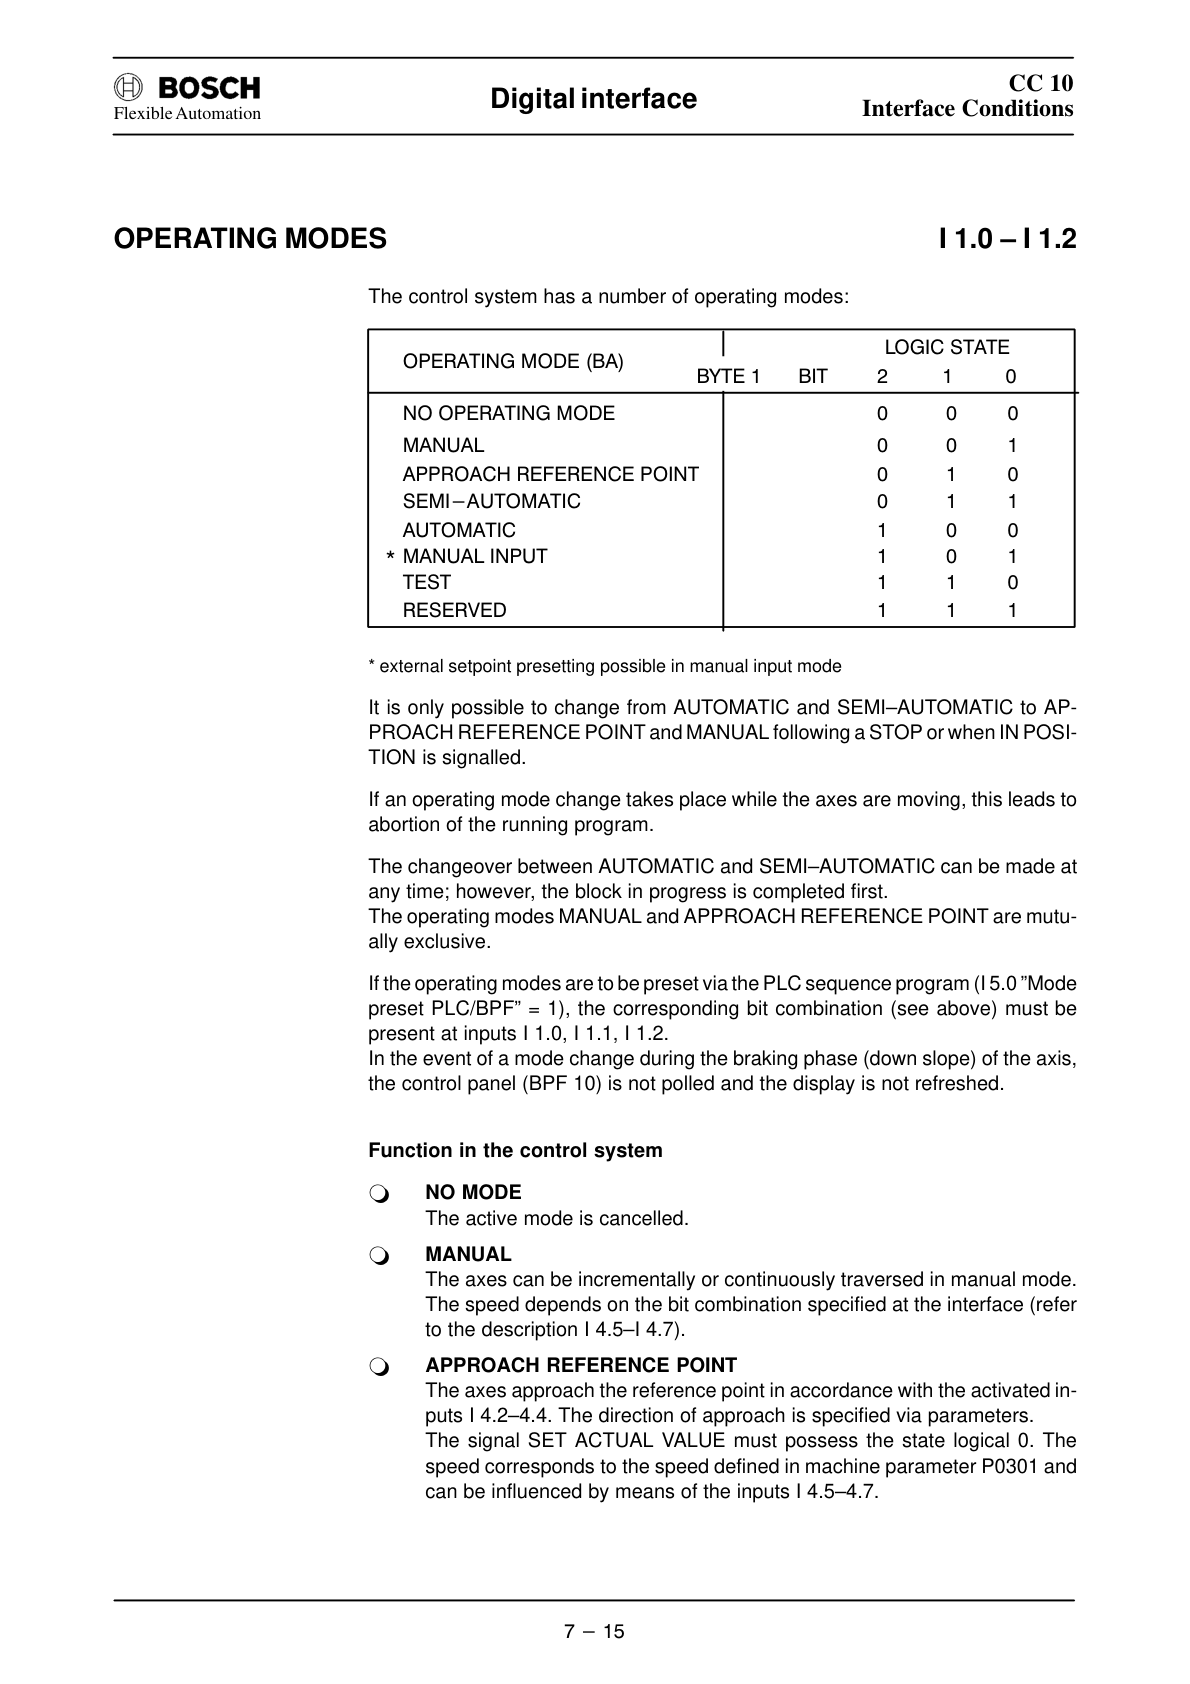 BOSCH
Flexible Automation
Digital interface
CC 10
Interface Conditions
OPERATING MODES I 1.0 – I 1.2
The control system has a number of operating modes:
LOGIC STATE
OPERATING MODE (BA)
BYTE 1 BIT 2 1 0
NO OPERATING MODE 0 0 0
MANUAL 0 0 1
APPROACH REFERENCE POINT 0 1 0
SEMI–AUTOMATIC 0 1 1
AUTOMATIC 1 0 0
* MANUAL INPUT 1 0 1
TEST 1 1 0
RESERVED 1 1 1
* external setpoint presetting possible in manual input mode
It is only possible to change from AUTOMATIC and SEMI–AUTOMATIC to AP-
PROACH REFERENCE POINT and MANUAL following a STOP or when IN POSI-
TION is signalled.
If an operating mode change takes place while the axes are moving, this leads to
abortion of the running program.
The changeover between AUTOMATIC and SEMI–AUTOMATIC can be made at
any time; however, the block in progress is completed first.
The operating modes MANUAL and APPROACH REFERENCE POINT are mutu-
ally exclusive.
If the operating modes are to be preset via the PLC sequence program (I 5.0 ”Mode
preset PLC/BPF” = 1), the corresponding bit combination (see above) must be
present at inputs I 1.0, I 1.1, I 1.2.
In the event of a mode change during the braking phase (down slope) of the axis,
the control panel (BPF 10) is not polled and the display is not refreshed.
Function in the control system
❍ NO MODE
The active mode is cancelled.
❍ MANUAL
The axes can be incrementally or continuously traversed in manual mode.
The speed depends on the bit combination specified at the interface (refer
to the description I 4.5–I 4.7).
❍ APPROACH REFERENCE POINT
The axes approach the reference point in accordance with the activated in-
puts I 4.2–4.4. The direction of approach is specified via parameters.
The signal SET ACTUAL VALUE must possess the state logical 0. The
speed corresponds to the speed defined in machine parameter P0301 and
can be influenced by means of the inputs I 4.5–4.7.
7 – 15